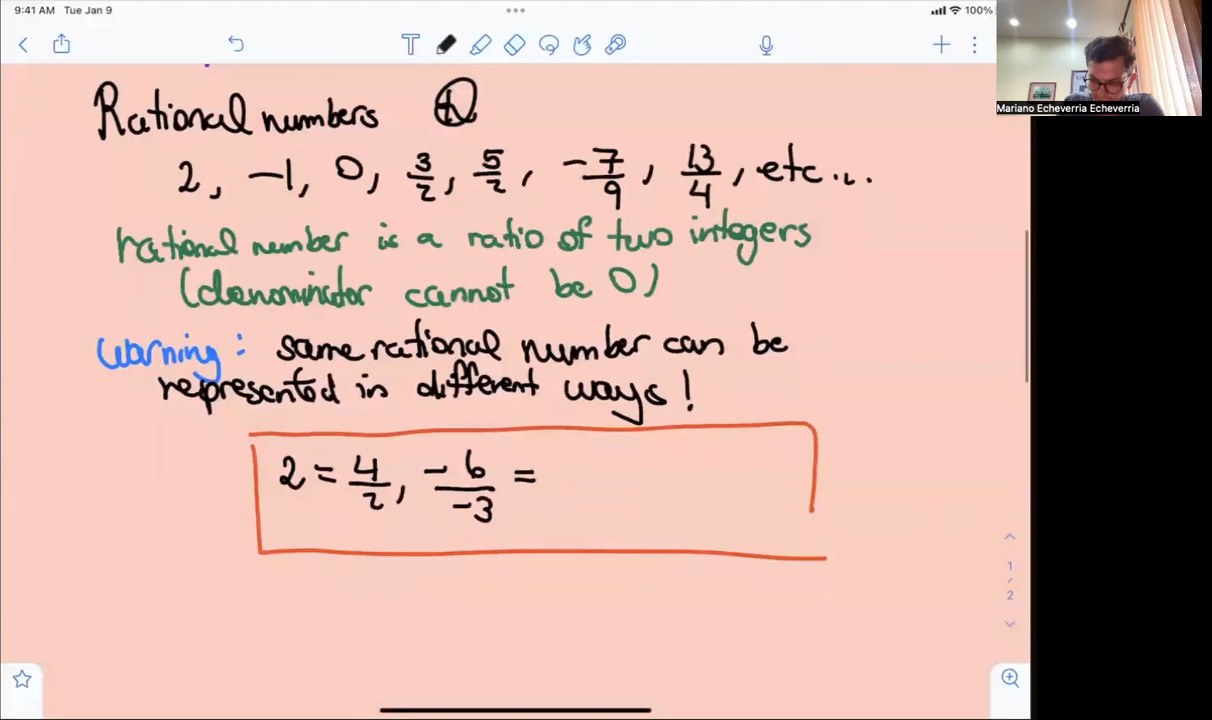 9:41 AM Tue Jan 9
100%
Mariano Echeverria Echeverria
Rational numbers ℚ
2, -1, 0, 3/2, 5/2, -7/9, 13/4, etc...
rational number is a ratio of two integers
(denominator cannot be 0)
Warning: same rational number can be
represented in different ways!
2 = 4/2, -6/-3 =
1
/
2